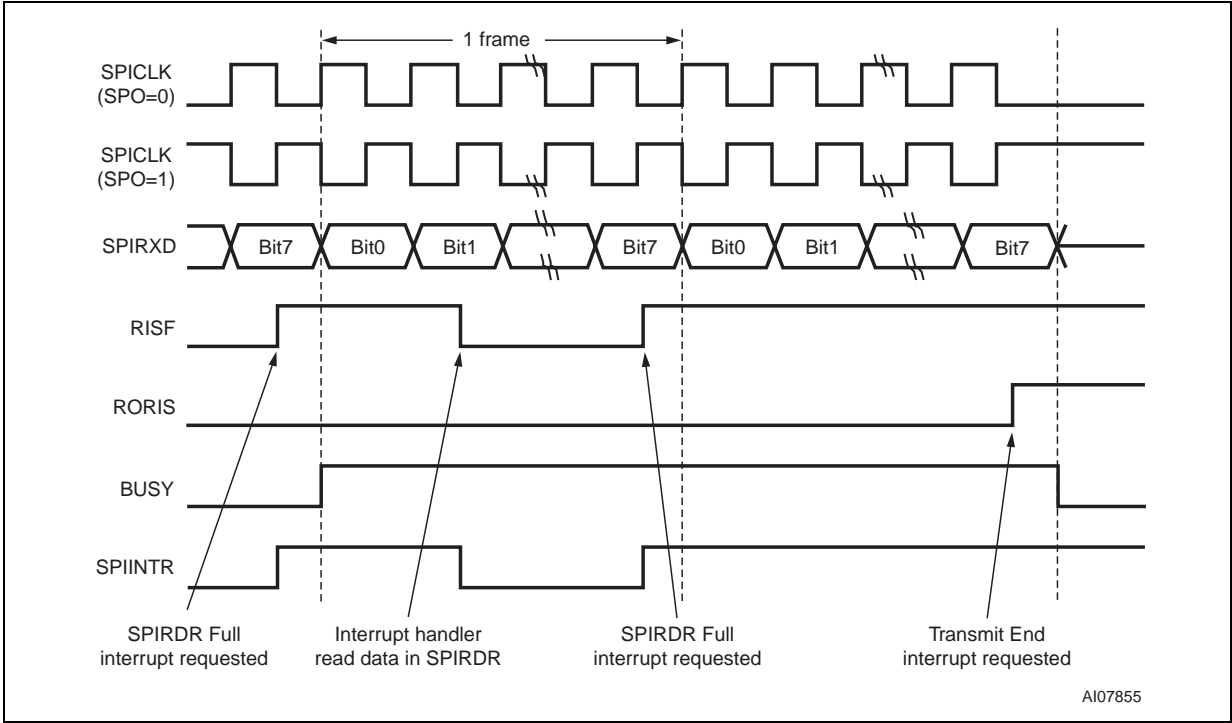 1 frame
SPICLK
(SPO=0)
SPICLK
(SPO=1)
SPIRXD
Bit7
Bit0
Bit1
Bit7
Bit0
Bit1
Bit7
RISF
RORIS
BUSY
SPIINTR
SPIRDR Full
interrupt requested
Interrupt handler
read data in SPIRDR
SPIRDR Full
interrupt requested
Transmit End
interrupt requested
AI07855